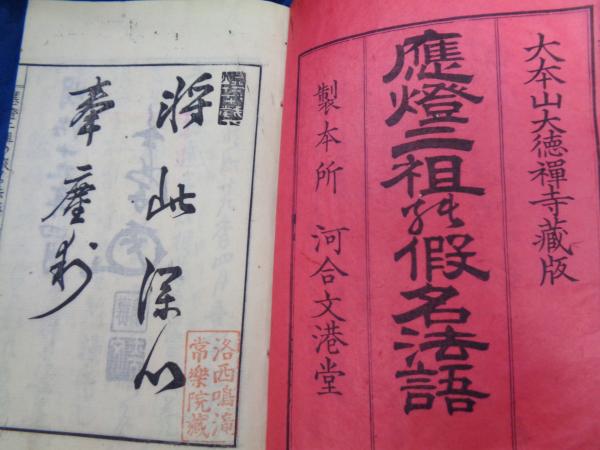 大本山大德禪寺藏版
應燈二祖假名法語
製本所 河合文港堂
將此深心
奉塵刹
洛西鳴滝
常樂院藏